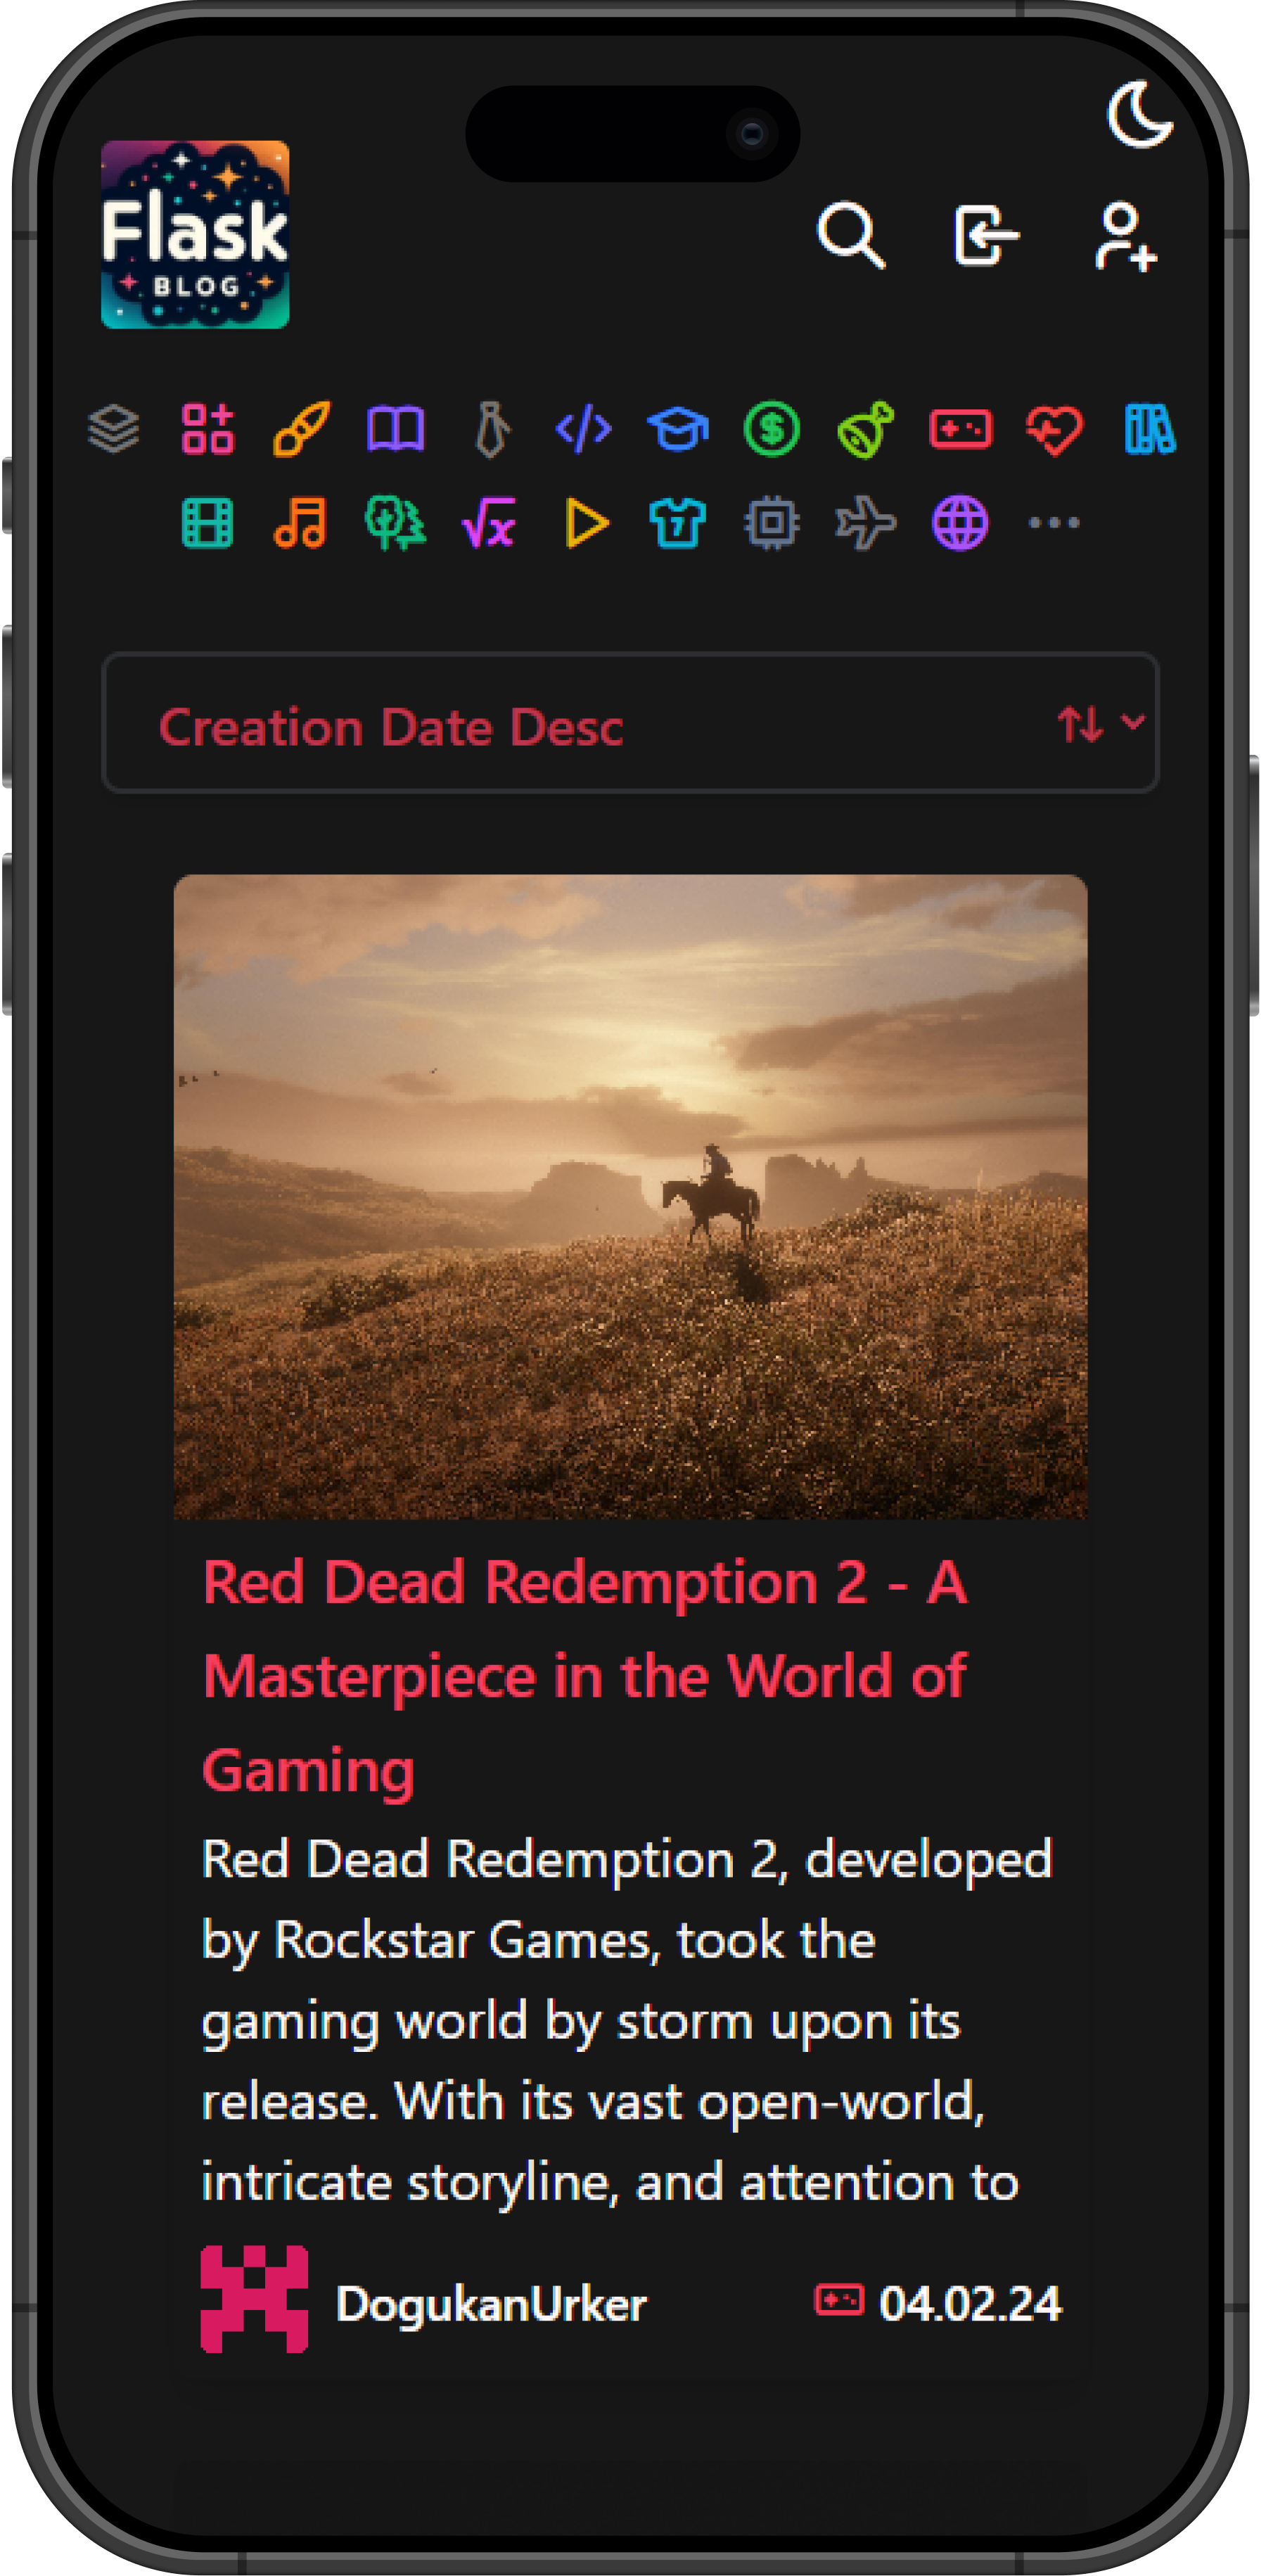 Flask
BLOG
Creation Date Desc
Red Dead Redemption 2 - A
Masterpiece in the World of
Gaming
Red Dead Redemption 2, developed
by Rockstar Games, took the
gaming world by storm upon its
release. With its vast open-world,
intricate storyline, and attention to
DogukanUrker
04.02.24